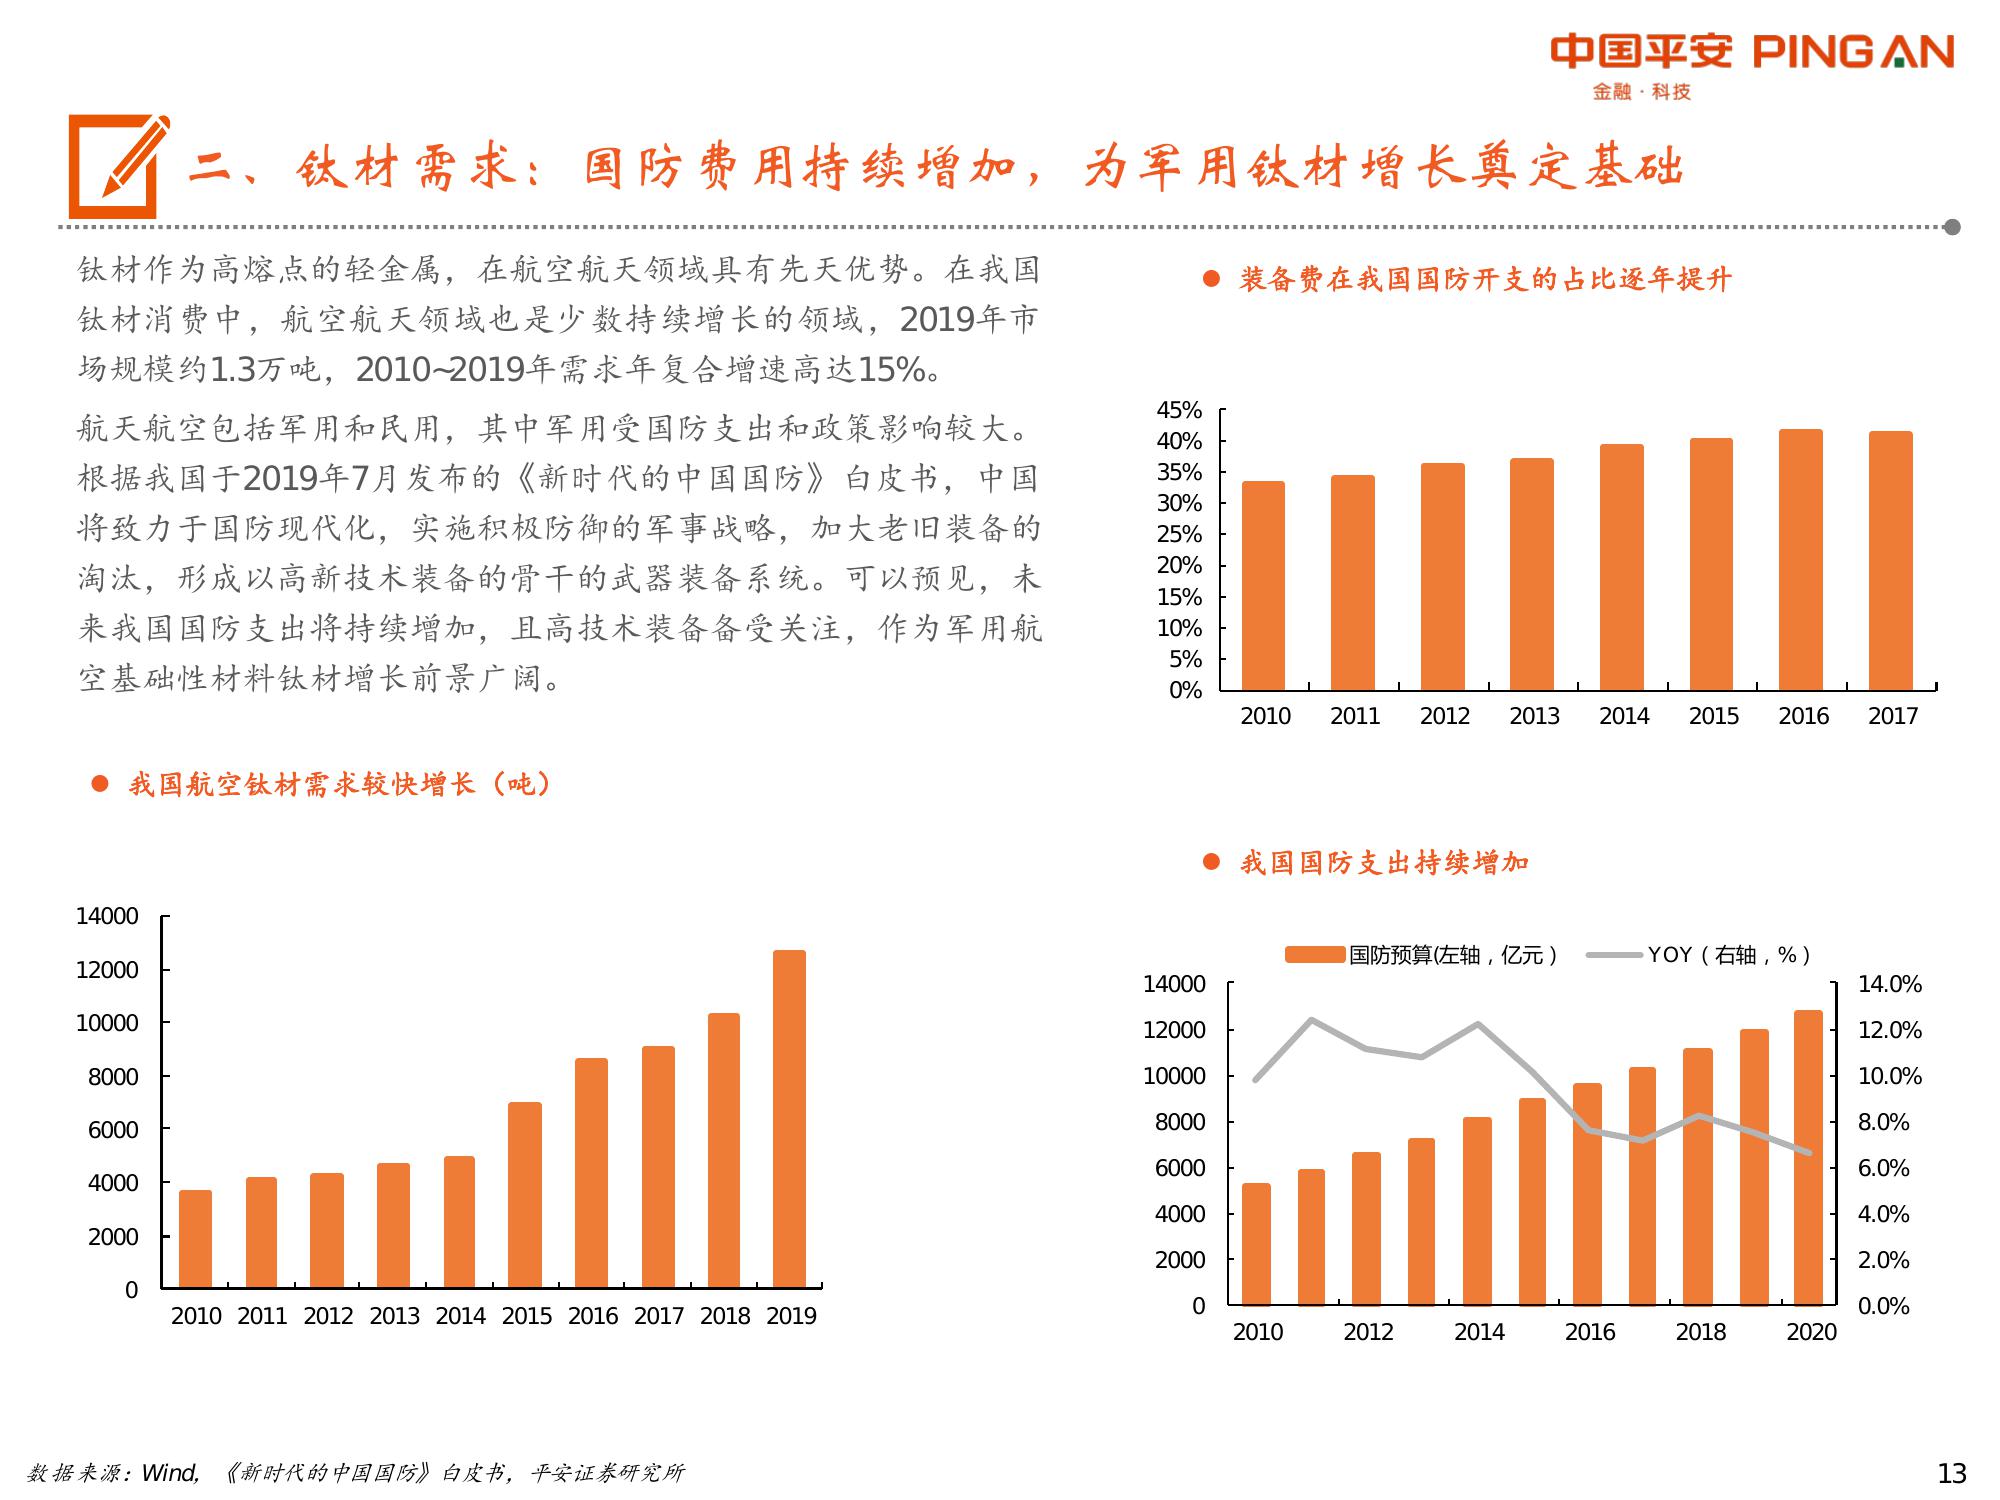 中国平安 PING AN
金融·科技
二、钛材需求：国防费用持续增加，为军用钛材增长奠定基础
钛材作为高熔点的轻金属，在航空航天领域具有先天优势。在我国
钛材消费中，航空航天领域也是少数持续增长的领域，2019年市
场规模约1.3万吨，2010~2019年需求年复合增速高达15%。
航天航空包括军用和民用，其中军用受国防支出和政策影响较大。
根据我国于2019年7月发布的《新时代的中国国防》白皮书，中国
将致力于国防现代化，实施积极防御的军事战略，加大老旧装备的
淘汰，形成以高新技术装备的骨干的武器装备系统。可以预见，未
来我国国防支出将持续增加，且高技术装备备受关注，作为军用航
空基础性材料钛材增长前景广阔。
装备费在我国国防开支的占比逐年提升
45%
40%
35%
30%
25%
20%
15%
10%
5%
0%
2010 2011 2012 2013 2014 2015 2016 2017
我国航空钛材需求较快增长（吨）
14000
12000
10000
8000
6000
4000
2000
0
2010 2011 2012 2013 2014 2015 2016 2017 2018 2019
我国国防支出持续增加
国防预算(左轴，亿元） YOY（右轴，%）
14000 14.0%
12000 12.0%
10000 10.0%
8000 8.0%
6000 6.0%
4000 4.0%
2000 2.0%
0 0.0%
2010 2012 2014 2016 2018 2020
数据来源：Wind，《新时代的中国国防》白皮书，平安证券研究所
13